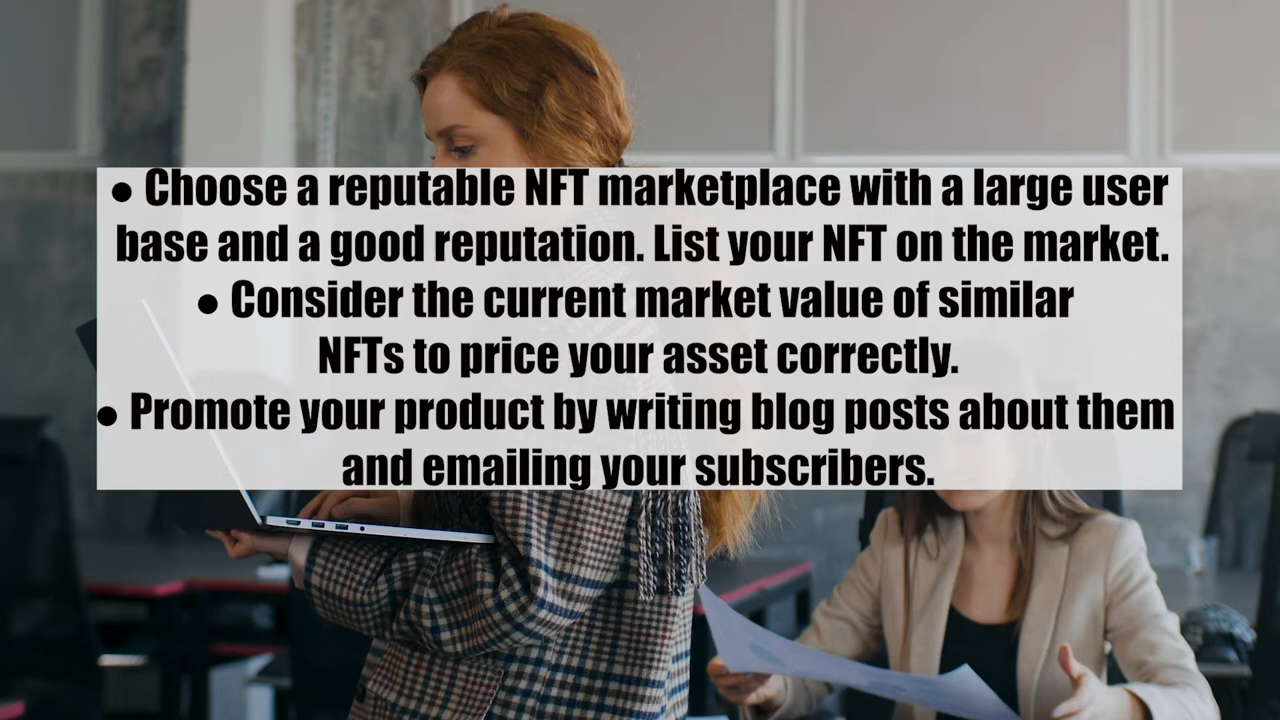 ● Choose a reputable NFT marketplace with a large user
base and a good reputation. List your NFT on the market.
● Consider the current market value of similar
NFTs to price your asset correctly.
● Promote your product by writing blog posts about them
and emailing your subscribers.